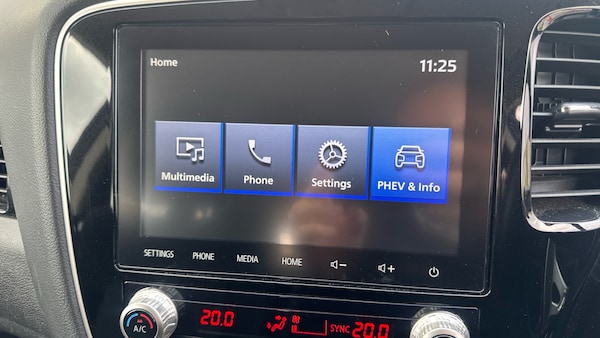 Home 11:25
Multimedia Phone Settings PHEV & Info
SETTINGS PHONE MEDIA HOME
A/C 20.0 SYNC 20.0